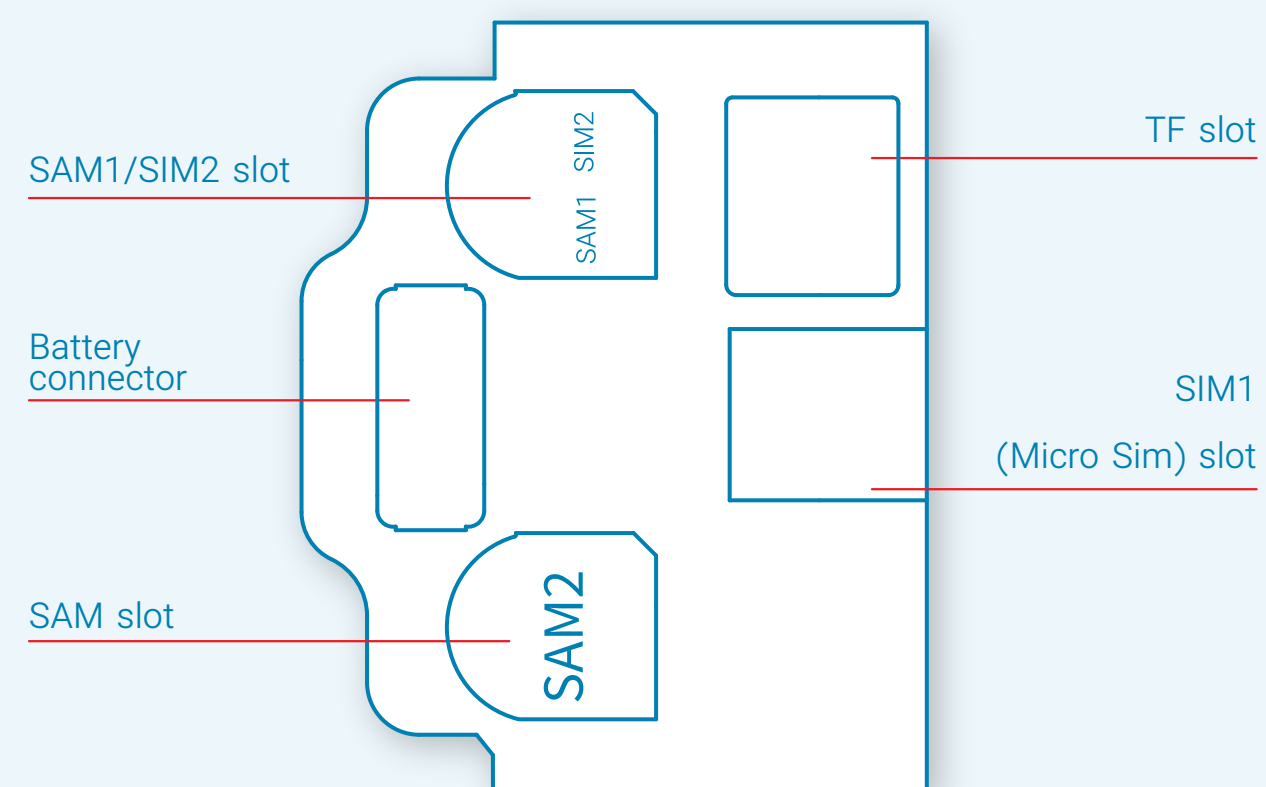 SAM1/SIM2 slot
SAM1 SIM2
TF slot
Battery
connector
SIM1
(Micro Sim) slot
SAM slot
SAM2